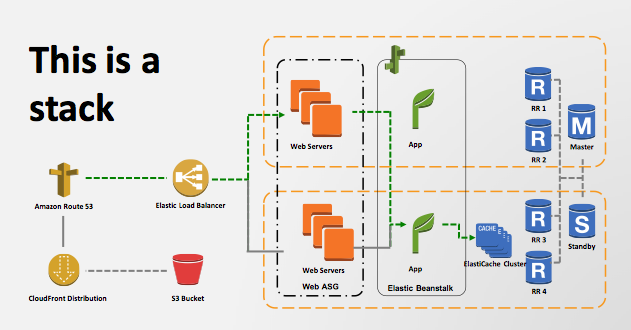 This is a
stack
Amazon Route 53
Elastic Load Balancer
CloudFront Distribution
S3 Bucket
Web Servers
Web Servers
Web ASG
App
App
Elastic Beanstalk
CACHE
ElastiCache Cluster
R
RR 1
R
RR 2
M
Master
R
RR 3
R
RR 4
S
Standby